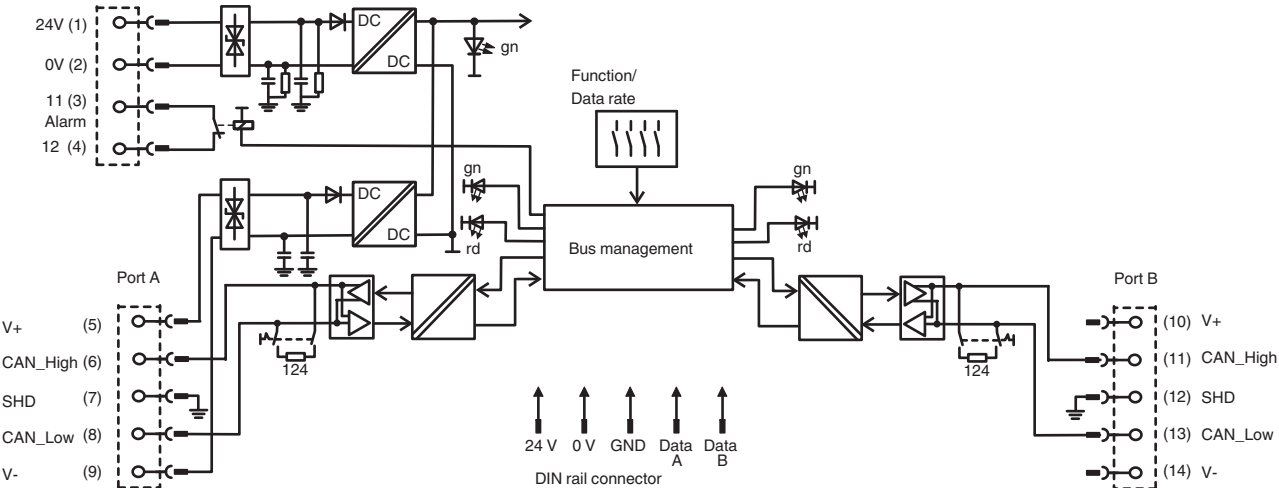 24V (1)
0V (2)
11 (3)
Alarm
12 (4)
DC
DC
gn
Function/
Data rate
DC
DC
gn
rd
Bus management
gn
rd
Port A
V+ (5)
CAN_High (6)
SHD (7)
CAN_Low (8)
V- (9)
124
24 V
0 V
GND
Data
A
Data
B
DIN rail connector
124
Port B
(10) V+
(11) CAN_High
(12) SHD
(13) CAN_Low
(14) V-